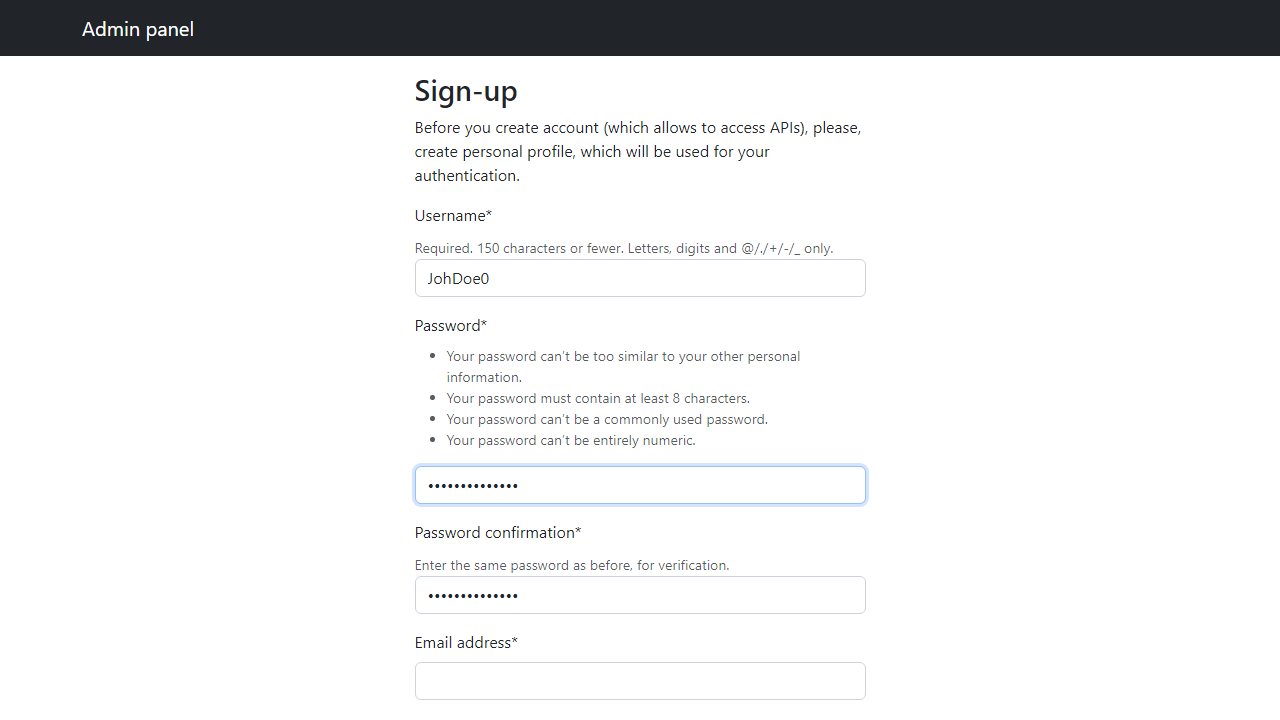 Admin panel
Sign-up
Before you create account (which allows to access APIs), please,
create personal profile, which will be used for your
authentication.
Username*
Required. 150 characters or fewer. Letters, digits and @/./+/-/_ only.
JohDoe0
Password*
• Your password can't be too similar to your other personal
information.
• Your password must contain at least 8 characters.
• Your password can't be a commonly used password.
• Your password can't be entirely numeric.
••••••••••••••
Password confirmation*
Enter the same password as before, for verification.
••••••••••••••
Email address*